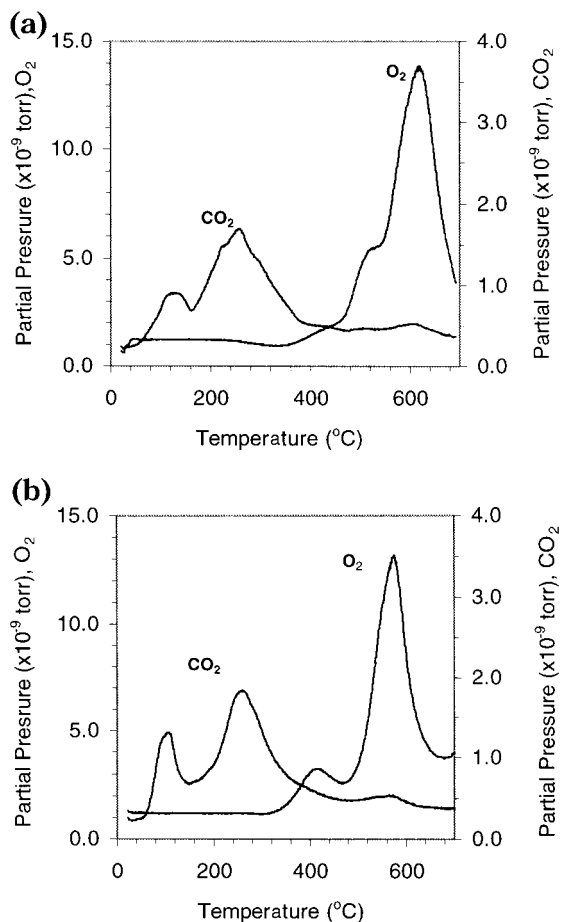 (a)
15.0
10.0
5.0
0.0
Partial Presrure (x10⁻⁹ torr),O₂
4.0
3.0
2.0
1.0
0.0
Partial Pressure (x10⁻⁹ torr), CO₂
O₂
CO₂
0
200
400
600
Temperature (°C)
(b)
15.0
10.0
5.0
0.0
Partial Pressure (x10⁻⁹ torr), O₂
4.0
3.0
2.0
1.0
0.0
Partial Pressure (x10⁻⁹ torr), CO₂
O₂
CO₂
0
200
400
600
Temperature (°C)